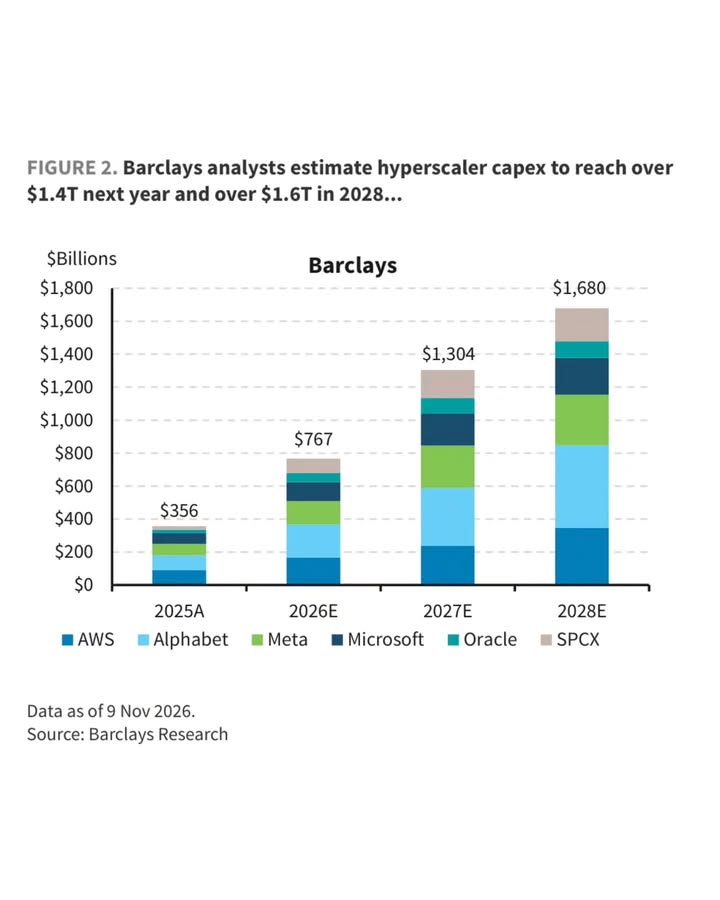 FIGURE 2. Barclays analysts estimate hyperscaler capex to reach over
$1.4T next year and over $1.6T in 2028...
$Billions
Barclays
$1,800
$1,600
$1,400
$1,200
$1,000
$800
$600
$400
$200
$0
$356
$767
$1,304
$1,680
2025A
2026E
2027E
2028E
AWS
Alphabet
Meta
Microsoft
Oracle
SPCX
Data as of 9 Nov 2026.
Source: Barclays Research